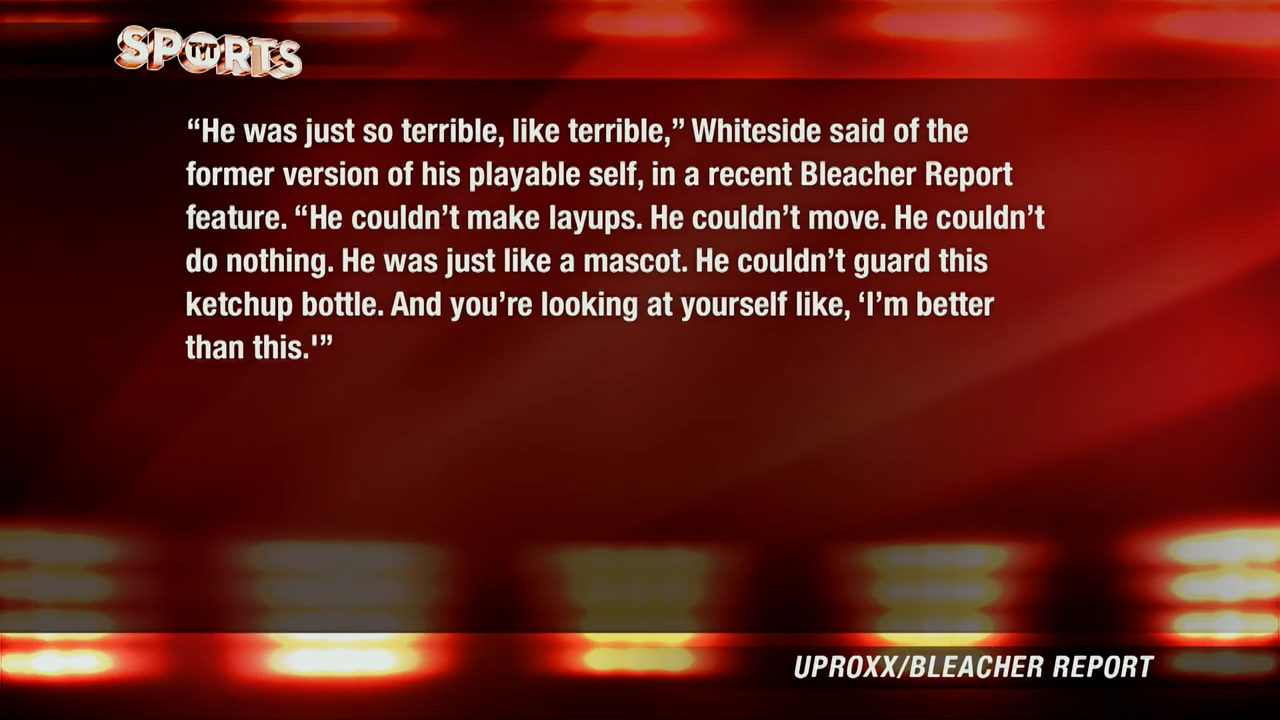 SPORTS
TYT
“He was just so terrible, like terrible,” Whiteside said of the
former version of his playable self, in a recent Bleacher Report
feature. “He couldn’t make layups. He couldn’t move. He couldn’t
do nothing. He was just like a mascot. He couldn’t guard this
ketchup bottle. And you’re looking at yourself like, ‘I’m better
than this.'”
UPROXX/BLEACHER REPORT